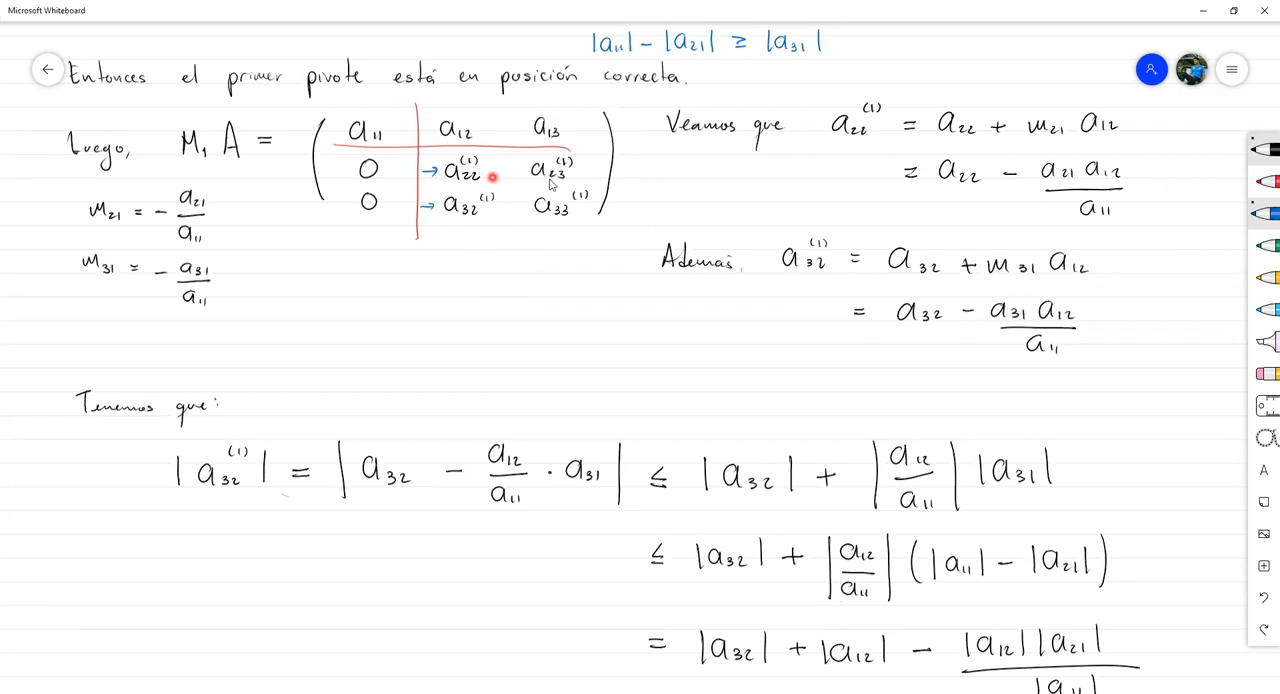 Microsoft Whiteboard
|a₁₁| - |a₂₁| ≥ |a₃₁|
Entonces el primer pivote está en posición correcta.
Luego, M₁ A = ( a₁₁ a₁₂ a₁₃
0 → a₂₂⁽¹⁾ a₂₃⁽¹⁾
0 → a₃₂⁽¹⁾ a₃₃⁽¹⁾ )
m₂₁ = - a₂₁ / a₁₁
m₃₁ = - a₃₁ / a₁₁
Veamos que a₂₂⁽¹⁾ = a₂₂ + m₂₁ a₁₂
= a₂₂ - a₂₁ a₁₂ / a₁₁
Además, a₃₂⁽¹⁾ = a₃₂ + m₃₁ a₁₂
= a₃₂ - a₃₁ a₁₂ / a₁₁
Tenemos que:
|a₃₂⁽¹⁾| = |a₃₂ - a₁₂ / a₁₁ · a₃₁| ≤ |a₃₂| + |a₁₂ / a₁₁| |a₃₁|
≤ |a₃₂| + |a₁₂ / a₁₁| (|a₁₁| - |a₂₁|)
= |a₃₂| + |a₁₂| - |a₁₂| |a₂₁| / |a₁₁|
A